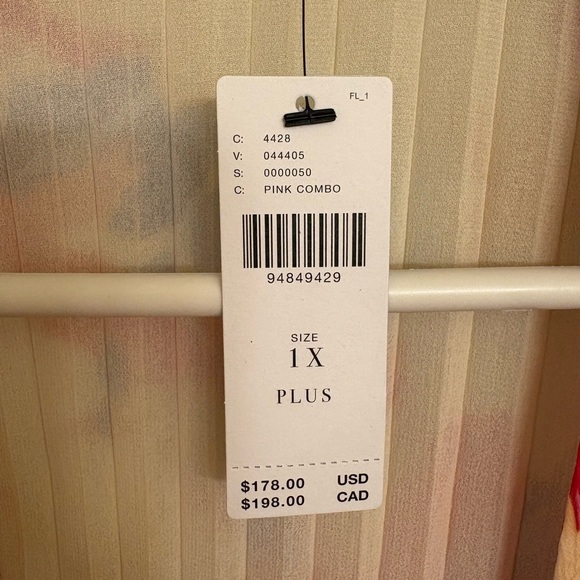 FL_1
C: 4428
V: 044405
S: 0000050
C: PINK COMBO
94849429
SIZE
1X
PLUS
$178.00 USD
$198.00 CAD